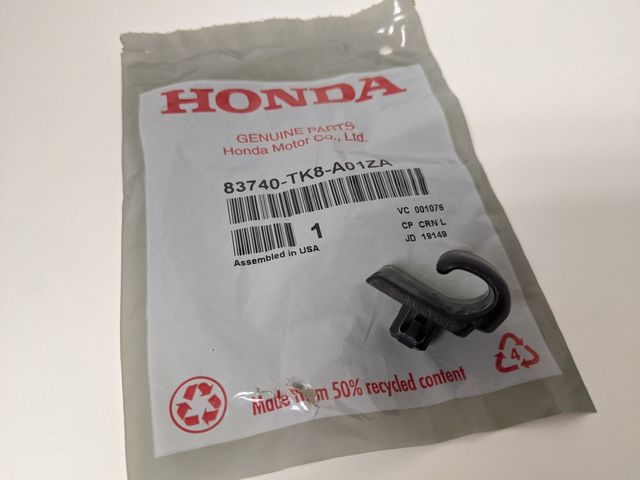 HONDA
GENUINE PARTS
Honda Motor Co., Ltd.
83740-TK8-A01ZA
VC 001076
1
CP CRN L
Assembled in USA
JD 19149
4
Made from 50% recycled content